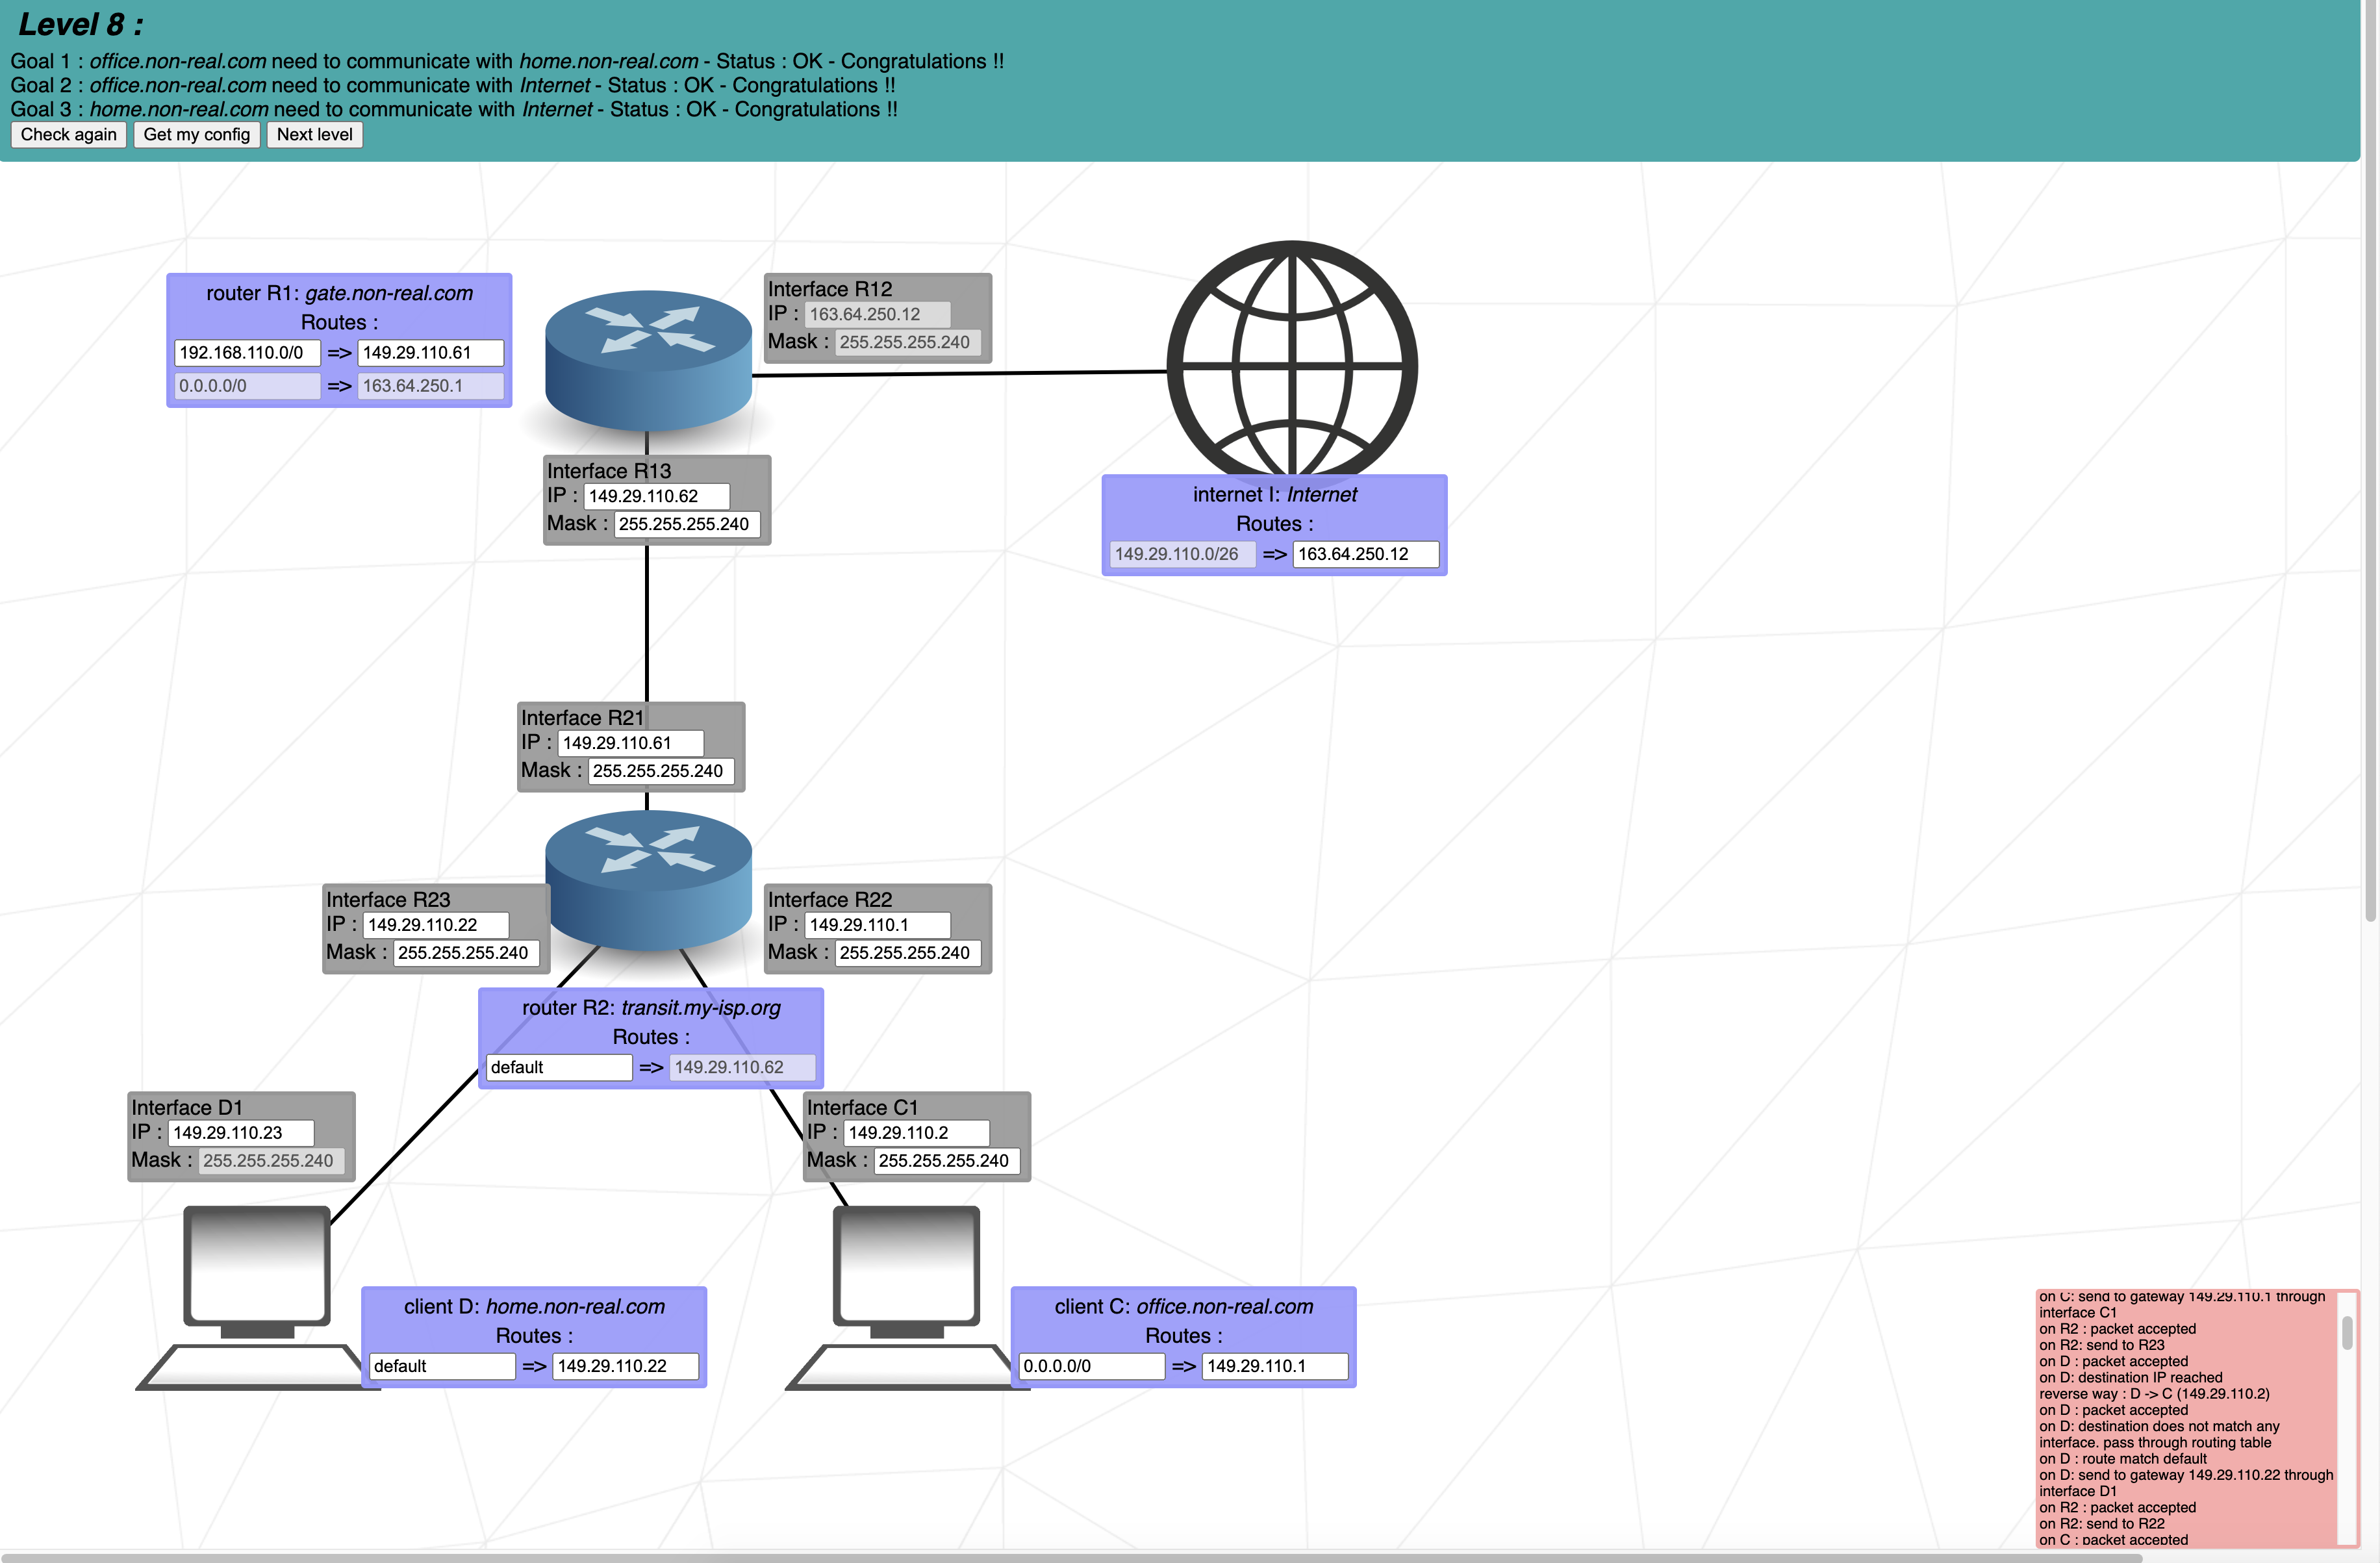 Level 8 :
Goal 1 : office.non-real.com need to communicate with home.non-real.com - Status : OK - Congratulations !!
Goal 2 : office.non-real.com need to communicate with Internet - Status : OK - Congratulations !!
Goal 3 : home.non-real.com need to communicate with Internet - Status : OK - Congratulations !!
Check again Get my config Next level
router R1: gate.non-real.com
Routes :
192.168.110.0/0 => 149.29.110.61
0.0.0.0/0 => 163.64.250.1
Interface R12
IP : 163.64.250.12
Mask : 255.255.255.240
Interface R13
IP : 149.29.110.62
Mask : 255.255.255.240
internet I: Internet
Routes :
149.29.110.0/26 => 163.64.250.12
Interface R21
IP : 149.29.110.61
Mask : 255.255.255.240
Interface R23
IP : 149.29.110.22
Mask : 255.255.255.240
Interface R22
IP : 149.29.110.1
Mask : 255.255.255.240
router R2: transit.my-isp.org
Routes :
default => 149.29.110.62
Interface D1
IP : 149.29.110.23
Mask : 255.255.255.240
Interface C1
IP : 149.29.110.2
Mask : 255.255.255.240
client D: home.non-real.com
Routes :
default => 149.29.110.22
client C: office.non-real.com
Routes :
0.0.0.0/0 => 149.29.110.1
on C: send to gateway 149.29.110.1 through
interface C1
on R2 : packet accepted
on R2: send to R23
on D : packet accepted
on D: destination IP reached
reverse way : D -> C (149.29.110.2)
on D : packet accepted
on D: destination does not match any
interface. pass through routing table
on D : route match default
on D: send to gateway 149.29.110.22 through
interface D1
on R2 : packet accepted
on R2: send to R22
on C : packet accepted